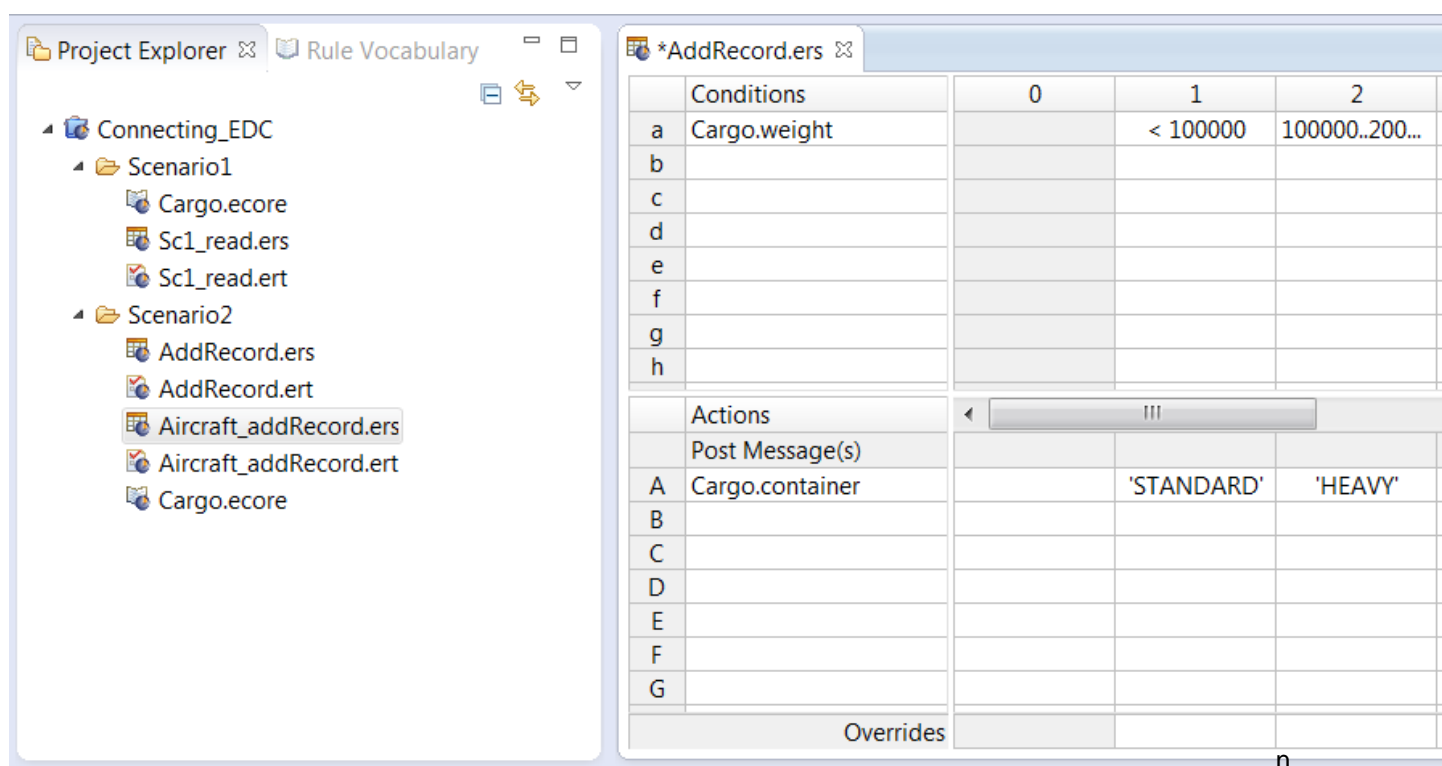 Project Explorer Rule Vocabulary
Connecting_EDC
Scenario1
Cargo.ecore
Sc1_read.ers
Sc1_read.ert
Scenario2
AddRecord.ers
AddRecord.ert
Aircraft_addRecord.ers
Aircraft_addRecord.ert
Cargo.ecore
*AddRecord.ers
Conditions 0 1 2
a Cargo.weight < 100000 100000..200...
b
c
d
e
f
g
h
Actions
Post Message(s)
A Cargo.container 'STANDARD' 'HEAVY'
B
C
D
E
F
G
Overrides
n